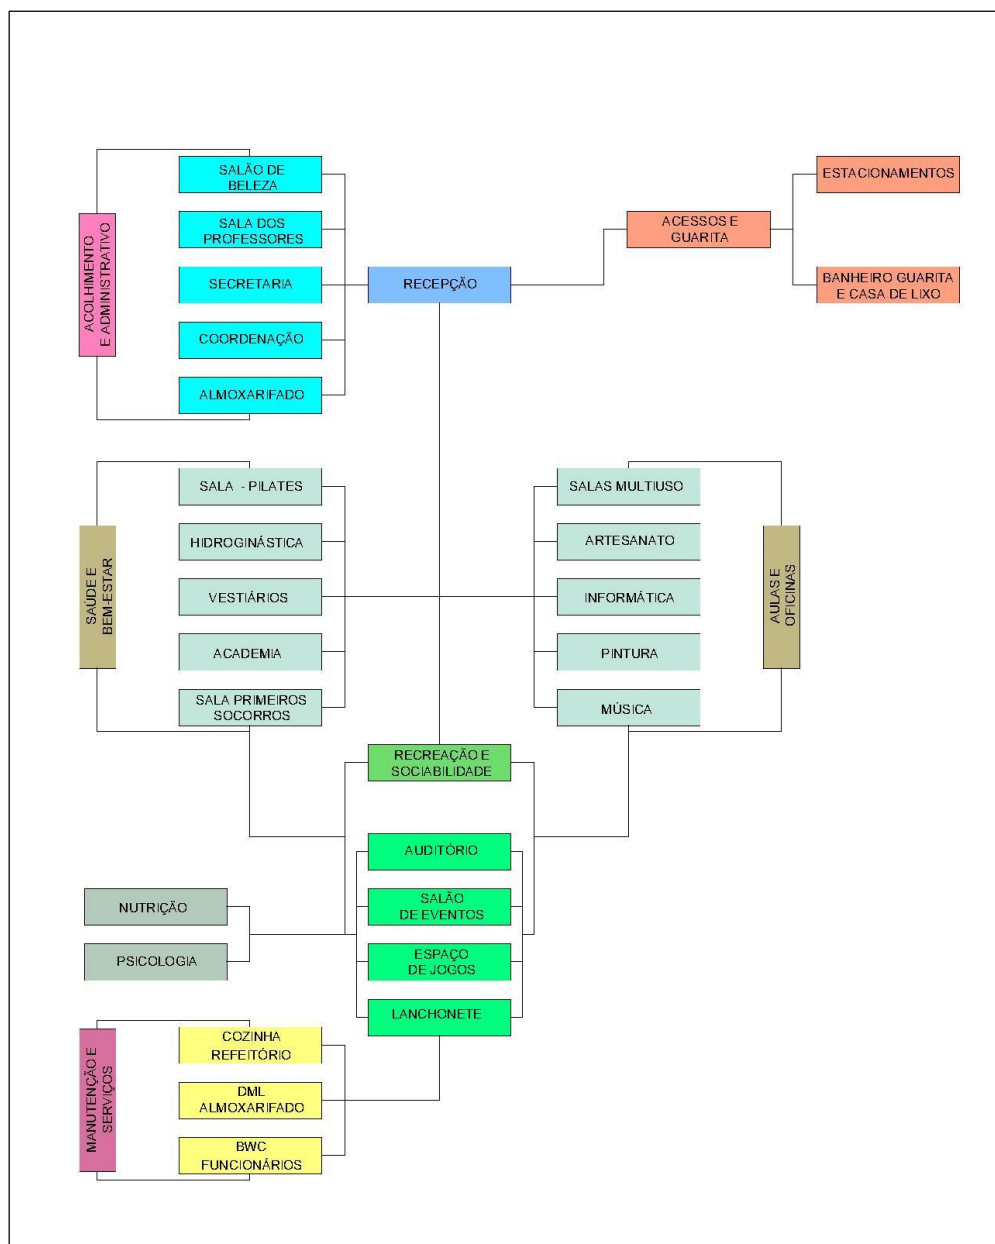 SALÃO DE
BELEZA
SALA DOS
PROFESSORES
SECRETARIA
COORDENAÇÃO
ALMOXARIFADO
ACOLHIMENTO
E ADMINISTRATIVO
RECEPÇÃO
ACESSOS E
GUARITA
ESTACIONAMENTOS
BANHEIRO GUARITA
E CASA DE LIXO
SAÚDE E
BEM-ESTAR
SALA - PILATES
HIDROGINÁSTICA
VESTIÁRIOS
ACADEMIA
SALA PRIMEIROS
SOCORROS
SALAS MULTIUSO
ARTESANATO
INFORMÁTICA
PINTURA
MÚSICA
AULAS E
OFICINAS
RECREAÇÃO E
SOCIABILIDADE
AUDITÓRIO
SALÃO
DE EVENTOS
ESPAÇO
DE JOGOS
LANCHONETE
NUTRIÇÃO
PSICOLOGIA
MANUTENÇÃO E
SERVIÇOS
COZINHA
REFEITÓRIO
DML
ALMOXARIFADO
BWC
FUNCIONÁRIOS